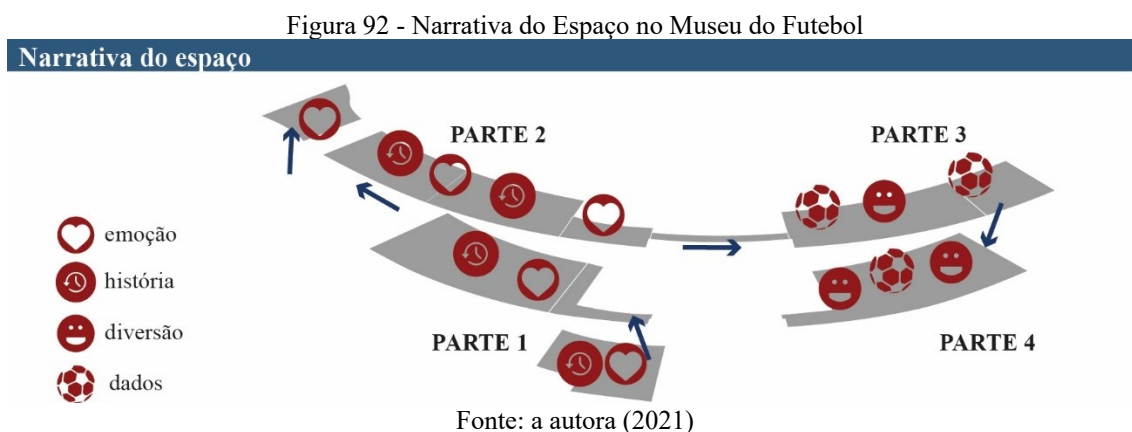 Figura 92 - Narrativa do Espaço no Museu do Futebol
Narrativa do espaço
PARTE 2
PARTE 3
emoção
história
diversão
dados
PARTE 1
PARTE 4
Fonte: a autora (2021)